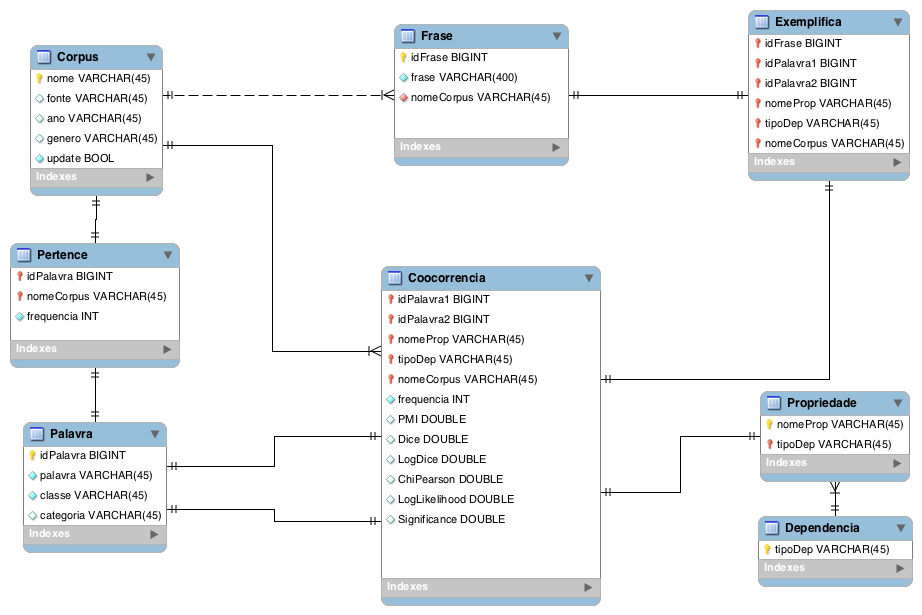 Corpus
nome VARCHAR(45)
fonte VARCHAR(45)
ano VARCHAR(45)
genero VARCHAR(45)
update BOOL
Indexes
Frase
idFrase BIGINT
frase VARCHAR(400)
nomeCorpus VARCHAR(45)
Indexes
Exemplifica
idFrase BIGINT
idPalavra1 BIGINT
idPalavra2 BIGINT
nomeProp VARCHAR(45)
tipoDep VARCHAR(45)
nomeCorpus VARCHAR(45)
Indexes
Pertence
idPalavra BIGINT
nomeCorpus VARCHAR(45)
frequencia INT
Indexes
Coocorrencia
idPalavra1 BIGINT
idPalavra2 BIGINT
nomeProp VARCHAR(45)
tipoDep VARCHAR(45)
nomeCorpus VARCHAR(45)
frequencia INT
PMI DOUBLE
Dice DOUBLE
LogDice DOUBLE
ChiPearson DOUBLE
LogLikelihood DOUBLE
Significance DOUBLE
Indexes
Palavra
idPalavra BIGINT
palavra VARCHAR(45)
classe VARCHAR(45)
categoria VARCHAR(45)
Indexes
Propriedade
nomeProp VARCHAR(45)
tipoDep VARCHAR(45)
Indexes
Dependencia
tipoDep VARCHAR(45)
Indexes